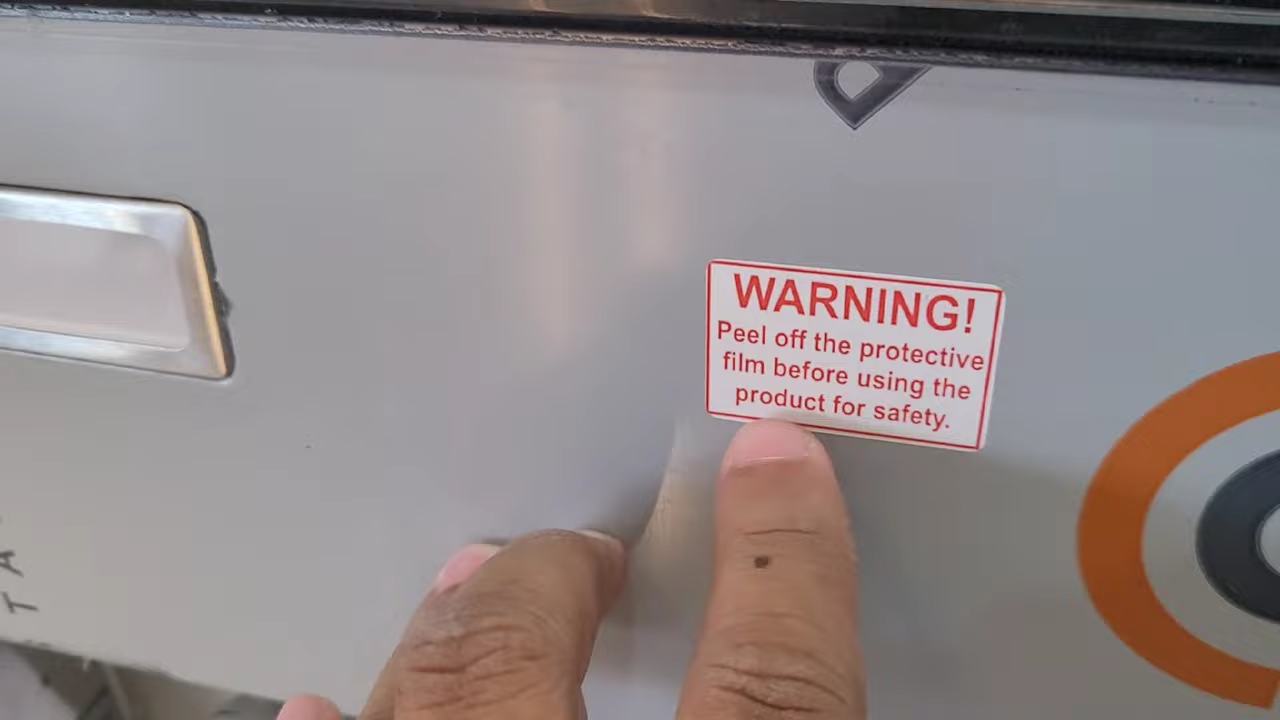 WARNING!
Peel off the protective
film before using the
product for safety.